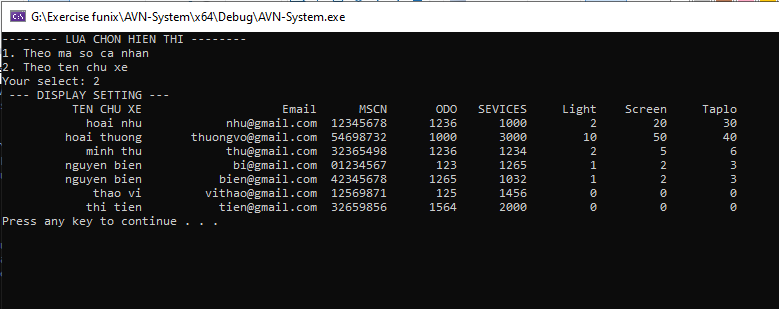 G:\Exercise funix\AVN-System\x64\Debug\AVN-System.exe
-------- LUA CHON HIEN THI --------
1. Theo ma so ca nhan
2. Theo ten chu xe
Your select: 2
--- DISPLAY SETTING ---
TEN CHU XE Email MSCN ODO SEVICES Light Screen Taplo
hoai nhu nhu@gmail.com 12345678 1236 1000 2 20 30
hoai thuong thuongvo@gmail.com 54698732 1000 3000 10 50 40
minh thu thu@gmail.com 32365498 1236 1234 2 5 6
nguyen bien bi@gmail.com 01234567 123 1265 1 2 3
nguyen bien bien@gmail.com 42345678 1265 1032 1 2 3
thao vi vithao@gmail.com 12569871 125 1456 0 0 0
thi tien tien@gmail.com 32659856 1564 2000 0 0 0
Press any key to continue . . .